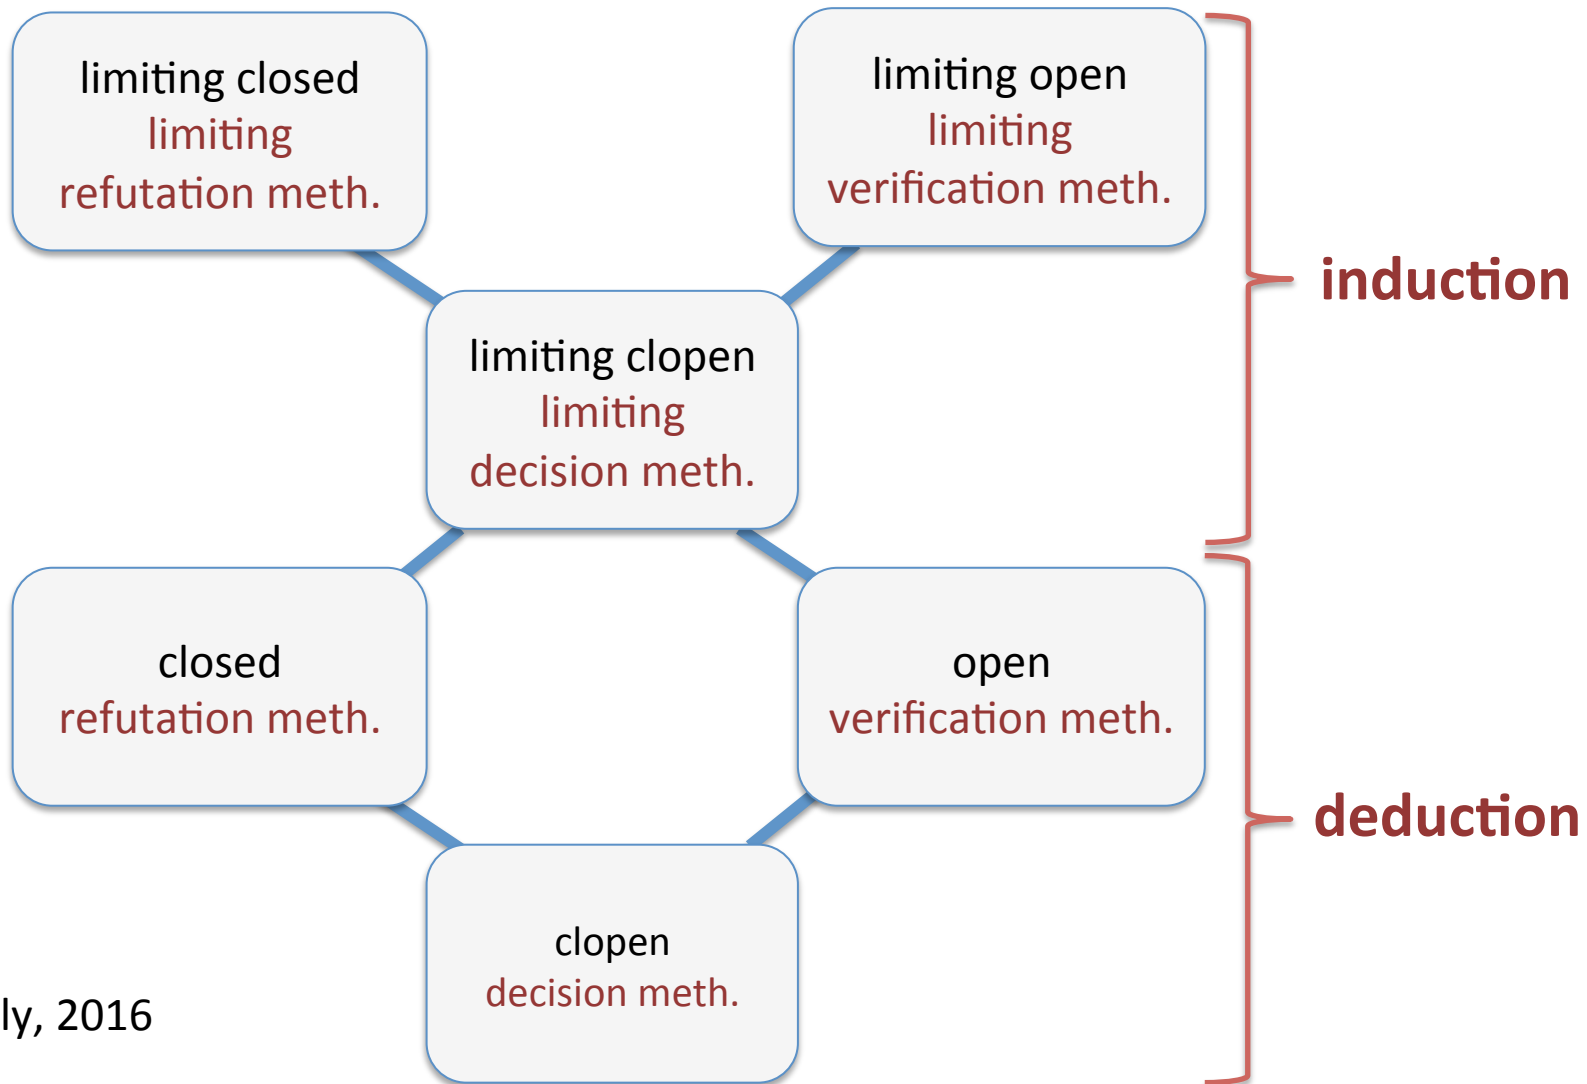 limiting closed
limiting
refutation meth.
limiting open
limiting
verification meth.
induction
limiting clopen
limiting
decision meth.
closed
refutation meth.
open
verification meth.
deduction
clopen
decision meth.
ly, 2016